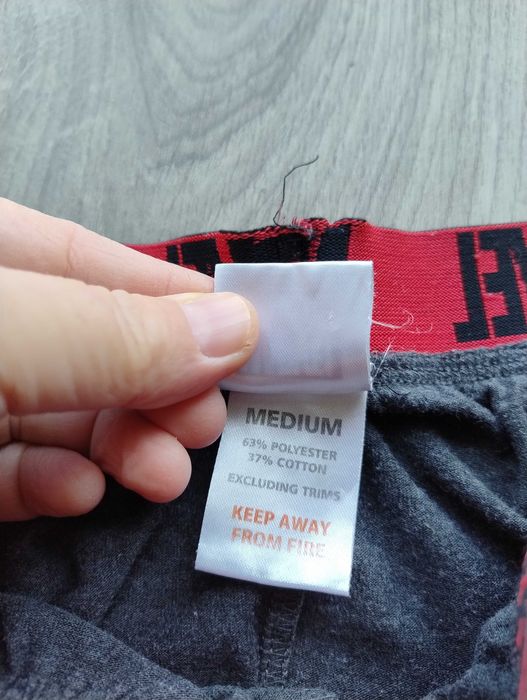 MEDIUM
63% POLYESTER
37% COTTON
EXCLUDING TRIMS
KEEP AWAY
FROM FIRE